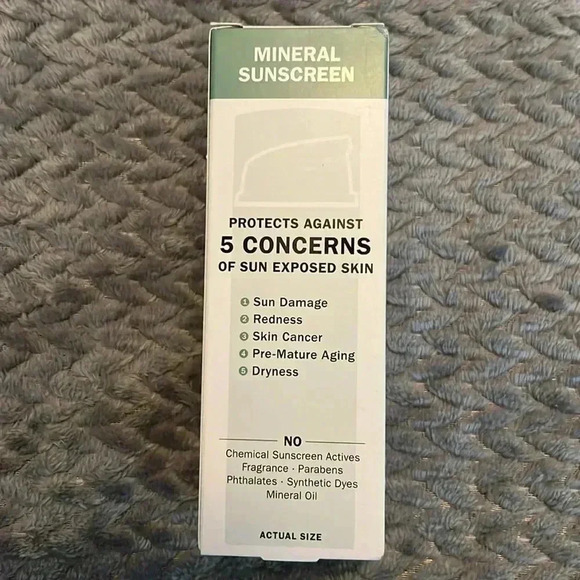 MINERAL
SUNSCREEN
PROTECTS AGAINST
5 CONCERNS
OF SUN EXPOSED SKIN
1 Sun Damage
2 Redness
3 Skin Cancer
4 Pre-Mature Aging
5 Dryness
NO
Chemical Sunscreen Actives
Fragrance · Parabens
Phthalates · Synthetic Dyes
Mineral Oil
ACTUAL SIZE